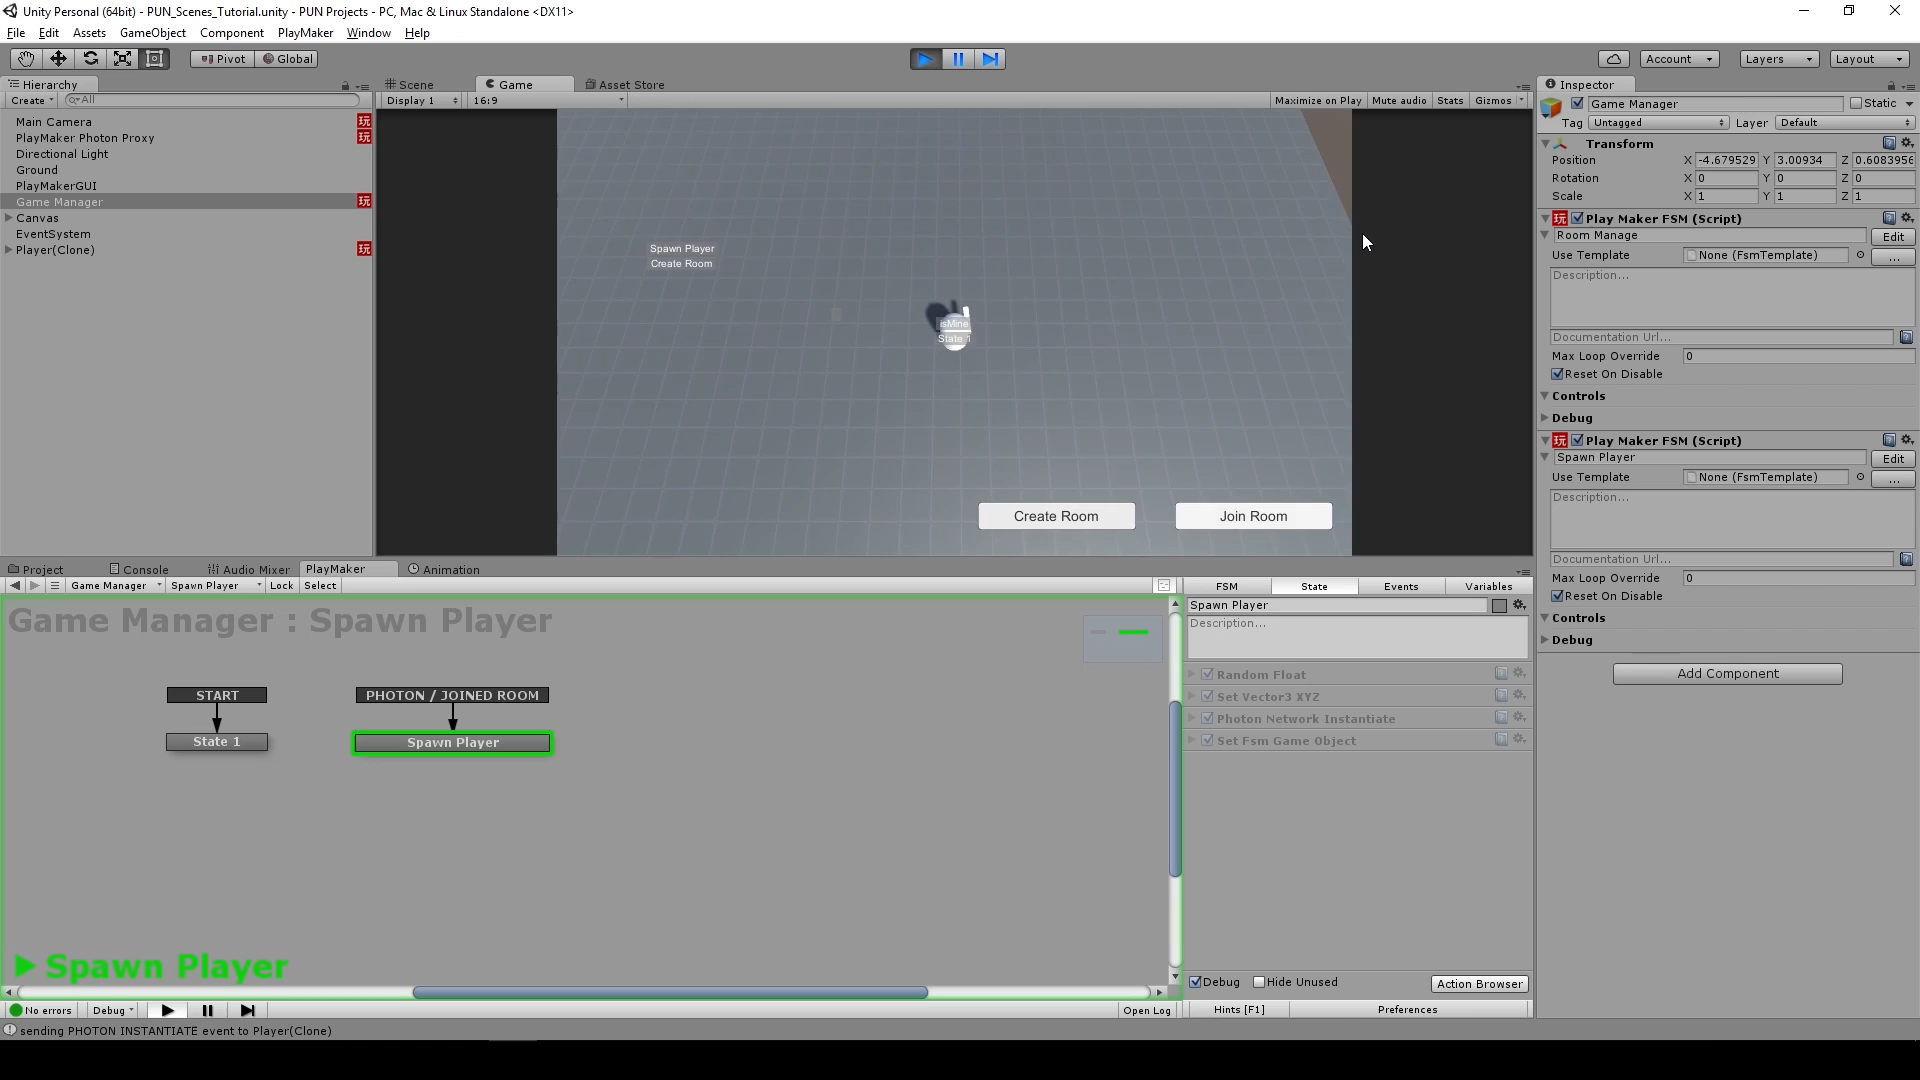 Unity Personal (64bit) - PUN_Scenes_Tutorial.unity - PUN Projects - PC, Mac & Linux Standalone <DX11>
File Edit Assets GameObject Component PlayMaker Window Help
Pivot Global Account Layers Layout
Hierarchy
Create All
Main Camera 玩
PlayMaker Photon Proxy 玩
Directional Light
Ground
PlayMakerGUI
Game Manager 玩
Canvas
EventSystem
Player(Clone) 玩
Scene Game Asset Store
Display 1 16:9 Maximize on Play Mute audio Stats Gizmos
Spawn Player
Create Room
isMine
State 1
Create Room Join Room
Inspector
Game Manager Static
Tag Untagged Layer Default
Transform
Position X -4.679529 Y 3.00934 Z 0.6083956
Rotation X 0 Y 0 Z 0
Scale X 1 Y 1 Z 1
玩 Play Maker FSM (Script)
Room Manage Edit
Use Template None (FsmTemplate) ...
Description...
Documentation Url...
Max Loop Override 0
Reset On Disable
Controls
Debug
玩 Play Maker FSM (Script)
Spawn Player Edit
Use Template None (FsmTemplate) ...
Description...
Documentation Url...
Max Loop Override 0
Reset On Disable
Controls
Debug
Add Component
Project Console Audio Mixer PlayMaker Animation
Game Manager Spawn Player Lock Select
Game Manager : Spawn Player
START
State 1
PHOTON / JOINED ROOM
Spawn Player
Spawn Player
FSM State Events Variables
Spawn Player
Description...
Random Float
Set Vector3 XYZ
Photon Network Instantiate
Set Fsm Game Object
Debug Hide Unused Action Browser
No errors Debug Open Log Hints [F1] Preferences
sending PHOTON INSTANTIATE event to Player(Clone)